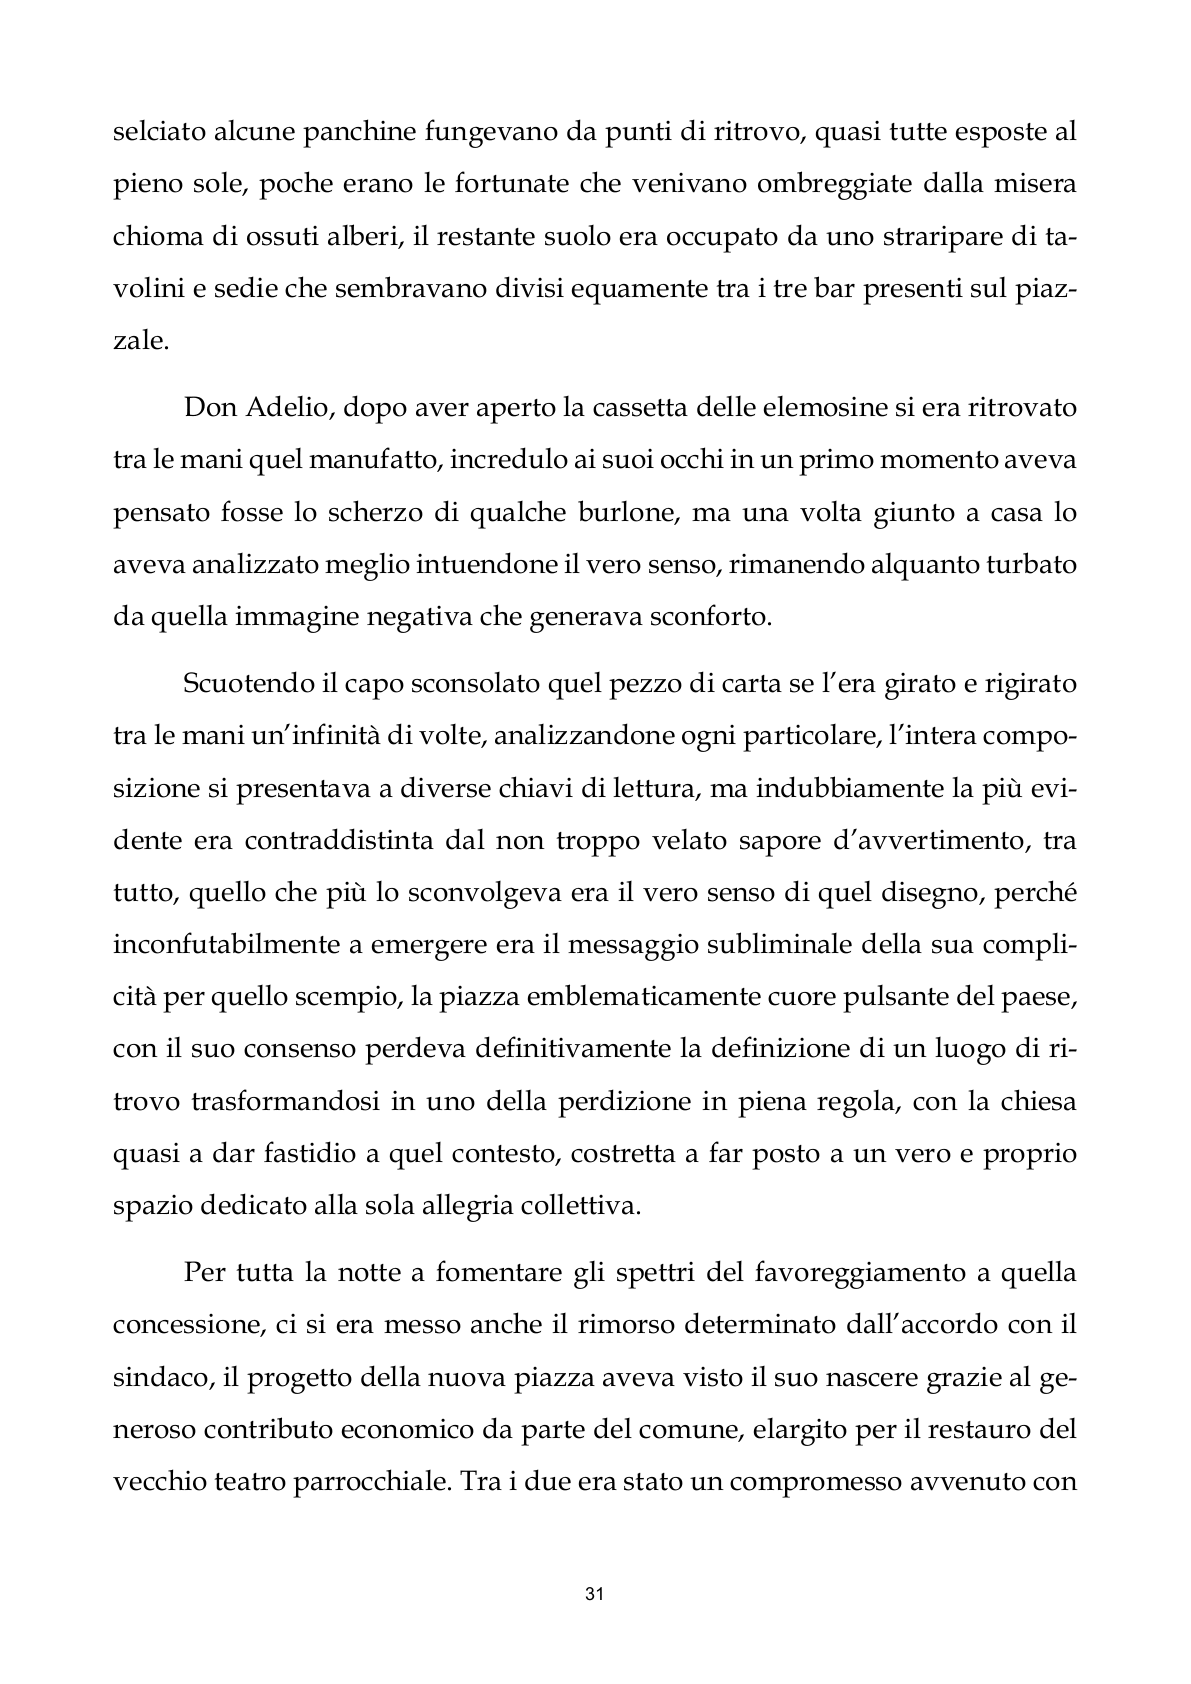 selciato alcune panchine fungevano da punti di ritrovo, quasi tutte esposte al
pieno sole, poche erano le fortunate che venivano ombreggiate dalla misera
chioma di ossuti alberi, il restante suolo era occupato da uno straripare di ta-
volini e sedie che sembravano divisi equamente tra i tre bar presenti sul piaz-
zale.
Don Adelio, dopo aver aperto la cassetta delle elemosine si era ritrovato
tra le mani quel manufatto, incredulo ai suoi occhi in un primo momento aveva
pensato fosse lo scherzo di qualche burlone, ma una volta giunto a casa lo
aveva analizzato meglio intuendone il vero senso, rimanendo alquanto turbato
da quella immagine negativa che generava sconforto.
Scuotendo il capo sconsolato quel pezzo di carta se l’era girato e rigirato
tra le mani un’infinità di volte, analizzandone ogni particolare, l’intera compo-
sizione si presentava a diverse chiavi di lettura, ma indubbiamente la più evi-
dente era contraddistinta dal non troppo velato sapore d’avvertimento, tra
tutto, quello che più lo sconvolgeva era il vero senso di quel disegno, perché
inconfutabilmente a emergere era il messaggio subliminale della sua compli-
cità per quello scempio, la piazza emblematicamente cuore pulsante del paese,
con il suo consenso perdeva definitivamente la definizione di un luogo di ri-
trovo trasformandosi in uno della perdizione in piena regola, con la chiesa
quasi a dar fastidio a quel contesto, costretta a far posto a un vero e proprio
spazio dedicato alla sola allegria collettiva.
Per tutta la notte a fomentare gli spettri del favoreggiamento a quella
concessione, ci si era messo anche il rimorso determinato dall’accordo con il
sindaco, il progetto della nuova piazza aveva visto il suo nascere grazie al ge-
neroso contributo economico da parte del comune, elargito per il restauro del
vecchio teatro parrocchiale. Tra i due era stato un compromesso avvenuto con
31